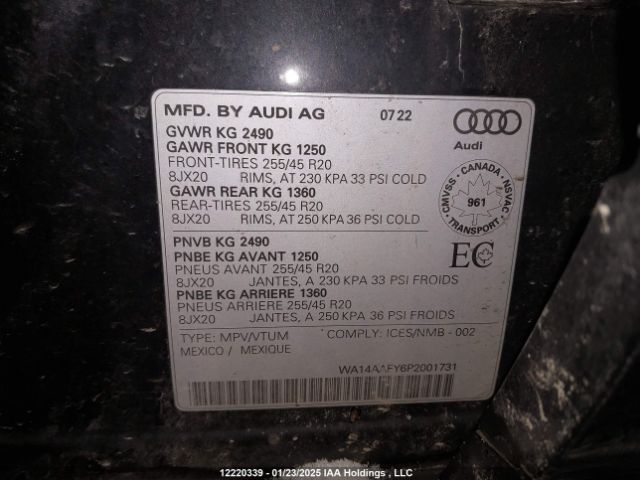 MFD. BY AUDI AG 07 22
Audi
GVWR KG 2490
GAWR FRONT KG 1250
FRONT-TIRES 255/45 R20
8JX20 RIMS, AT 230 KPA 33 PSI COLD
GAWR REAR KG 1360
REAR-TIRES 255/45 R20
8JX20 RIMS, AT 250 KPA 36 PSI COLD
CMVSS - CANADA - NSVAC
961
TRANSPORT
PNVB KG 2490
PNBE KG AVANT 1250
PNEUS AVANT 255/45 R20
8JX20 JANTES, A 230 KPA 33 PSI FROIDS
PNBE KG ARRIERE 1360
PNEUS ARRIERE 255/45 R20
8JX20 JANTES, A 250 KPA 36 PSI FROIDS
EC
TYPE: MPV/VTUM COMPLY: ICES/NMB - 002
MEXICO / MEXIQUE
WA14AAFY6P2001731
12220339 - 01/23/2025 IAA Holdings , LLC